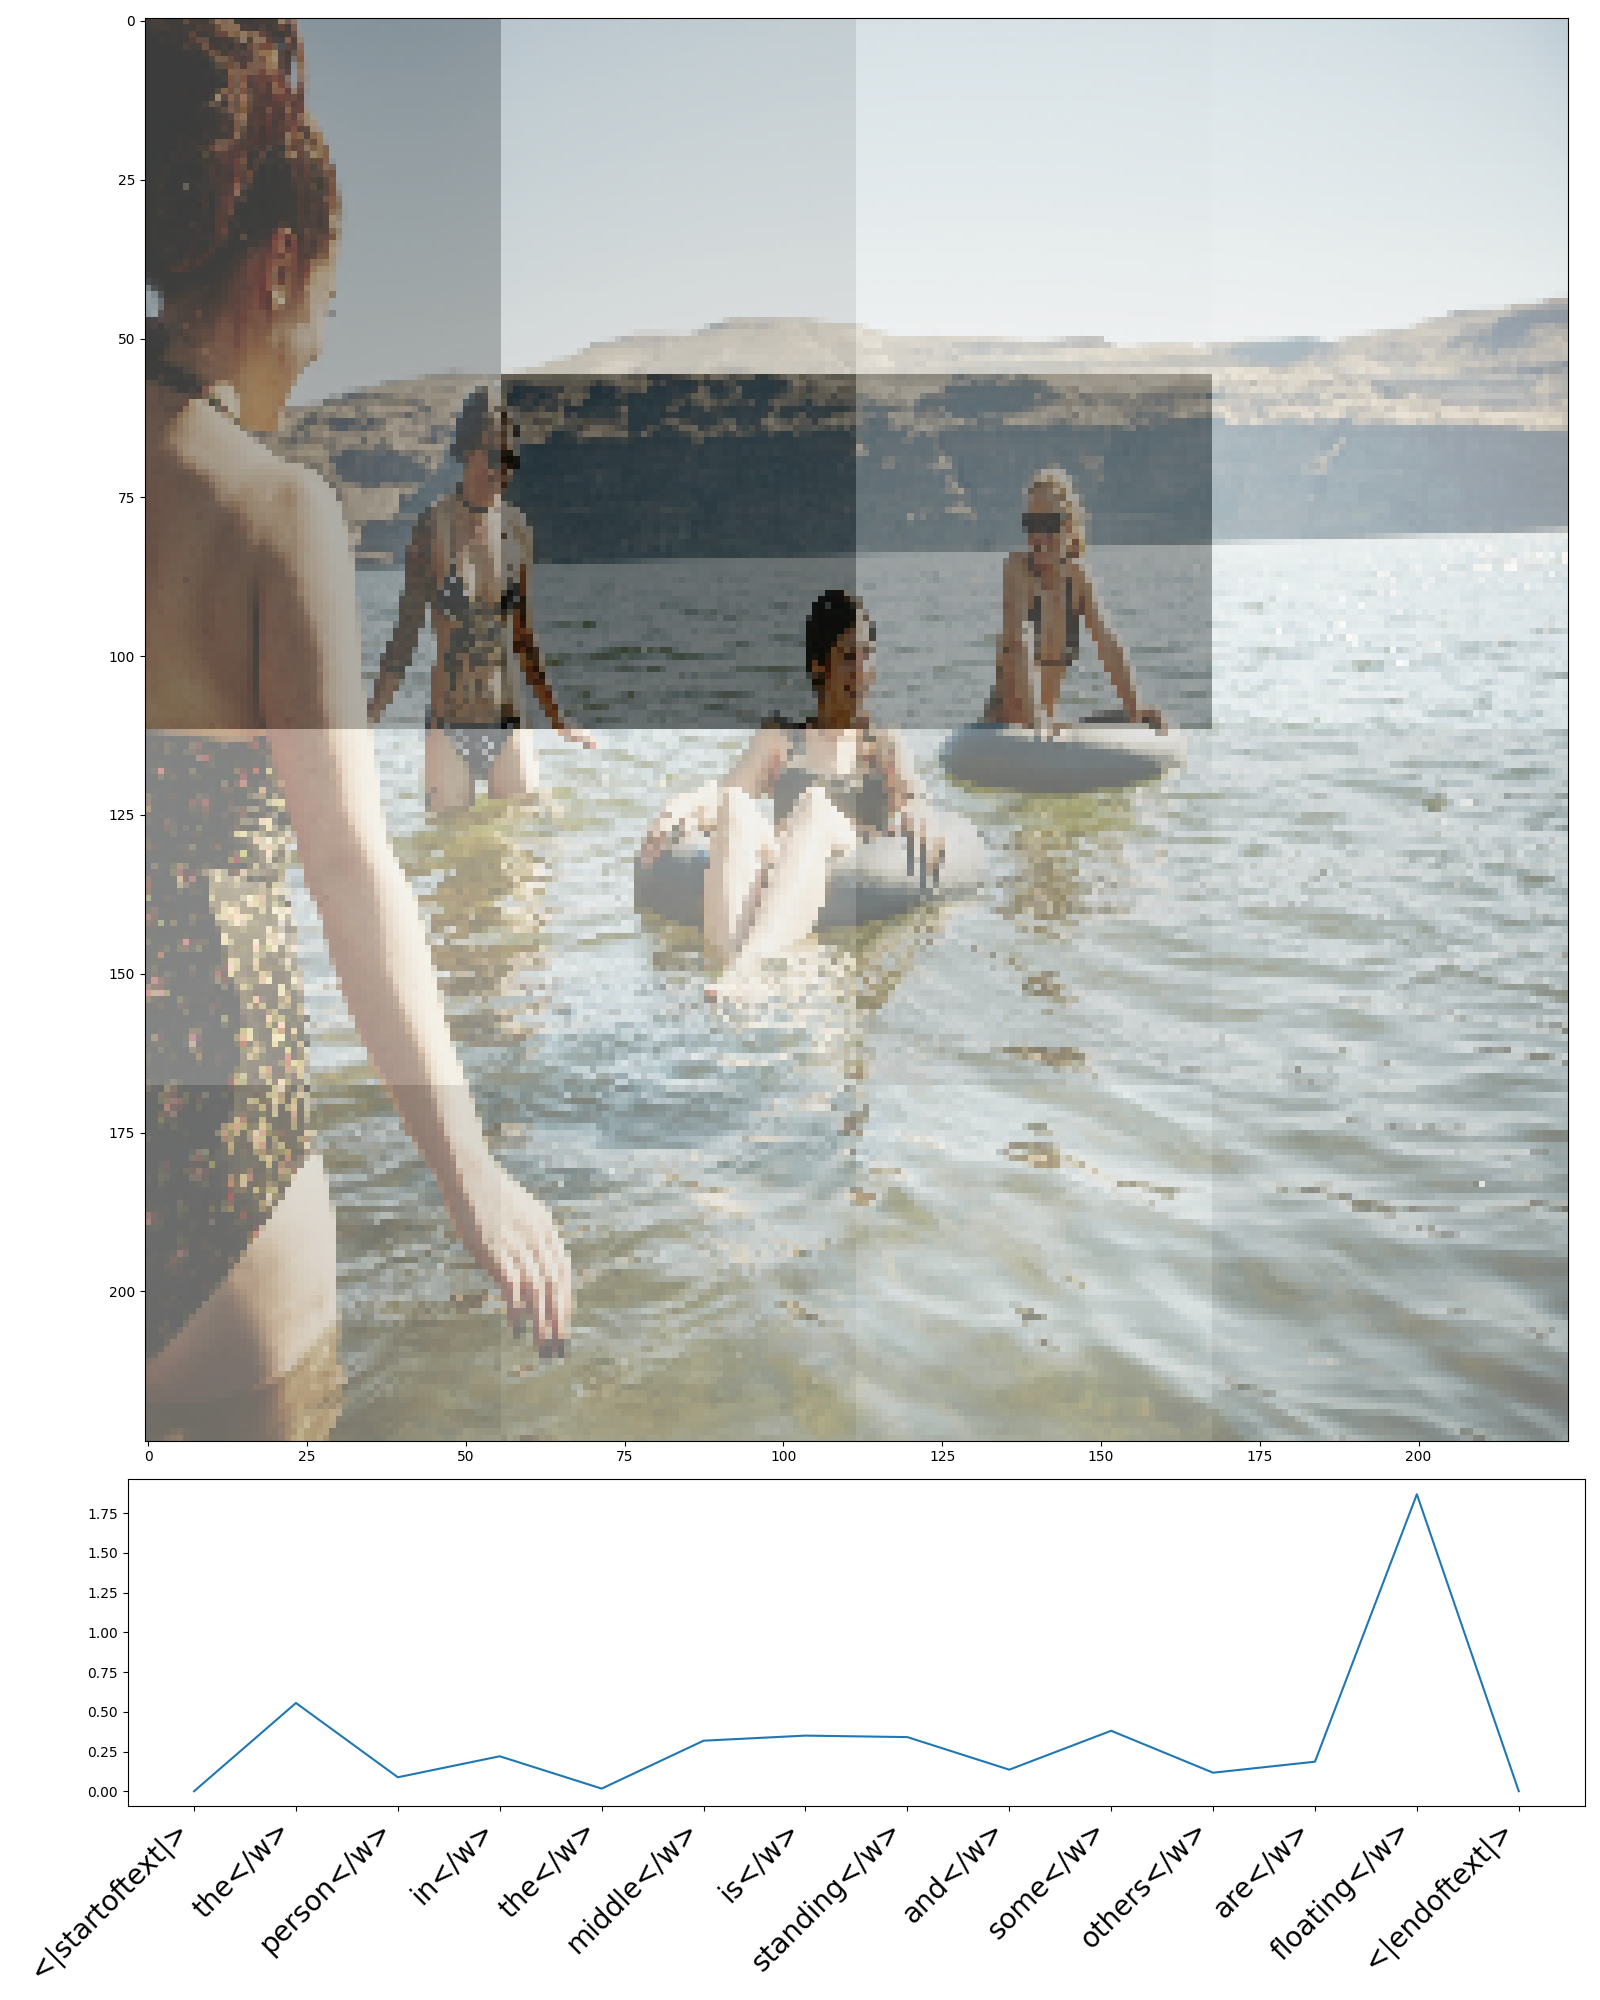 0
25
50
75
100
125
150
175
200
0 25 50 75 100 125 150 175 200
1.75
1.50
1.25
1.00
0.75
0.50
0.25
0.00
<|startoftext|>
the</w>
person</w>
in</w>
the</w>
middle</w>
is</w>
standing</w>
and</w>
some</w>
others</w>
are</w>
floating</w>
<|endoftext|>